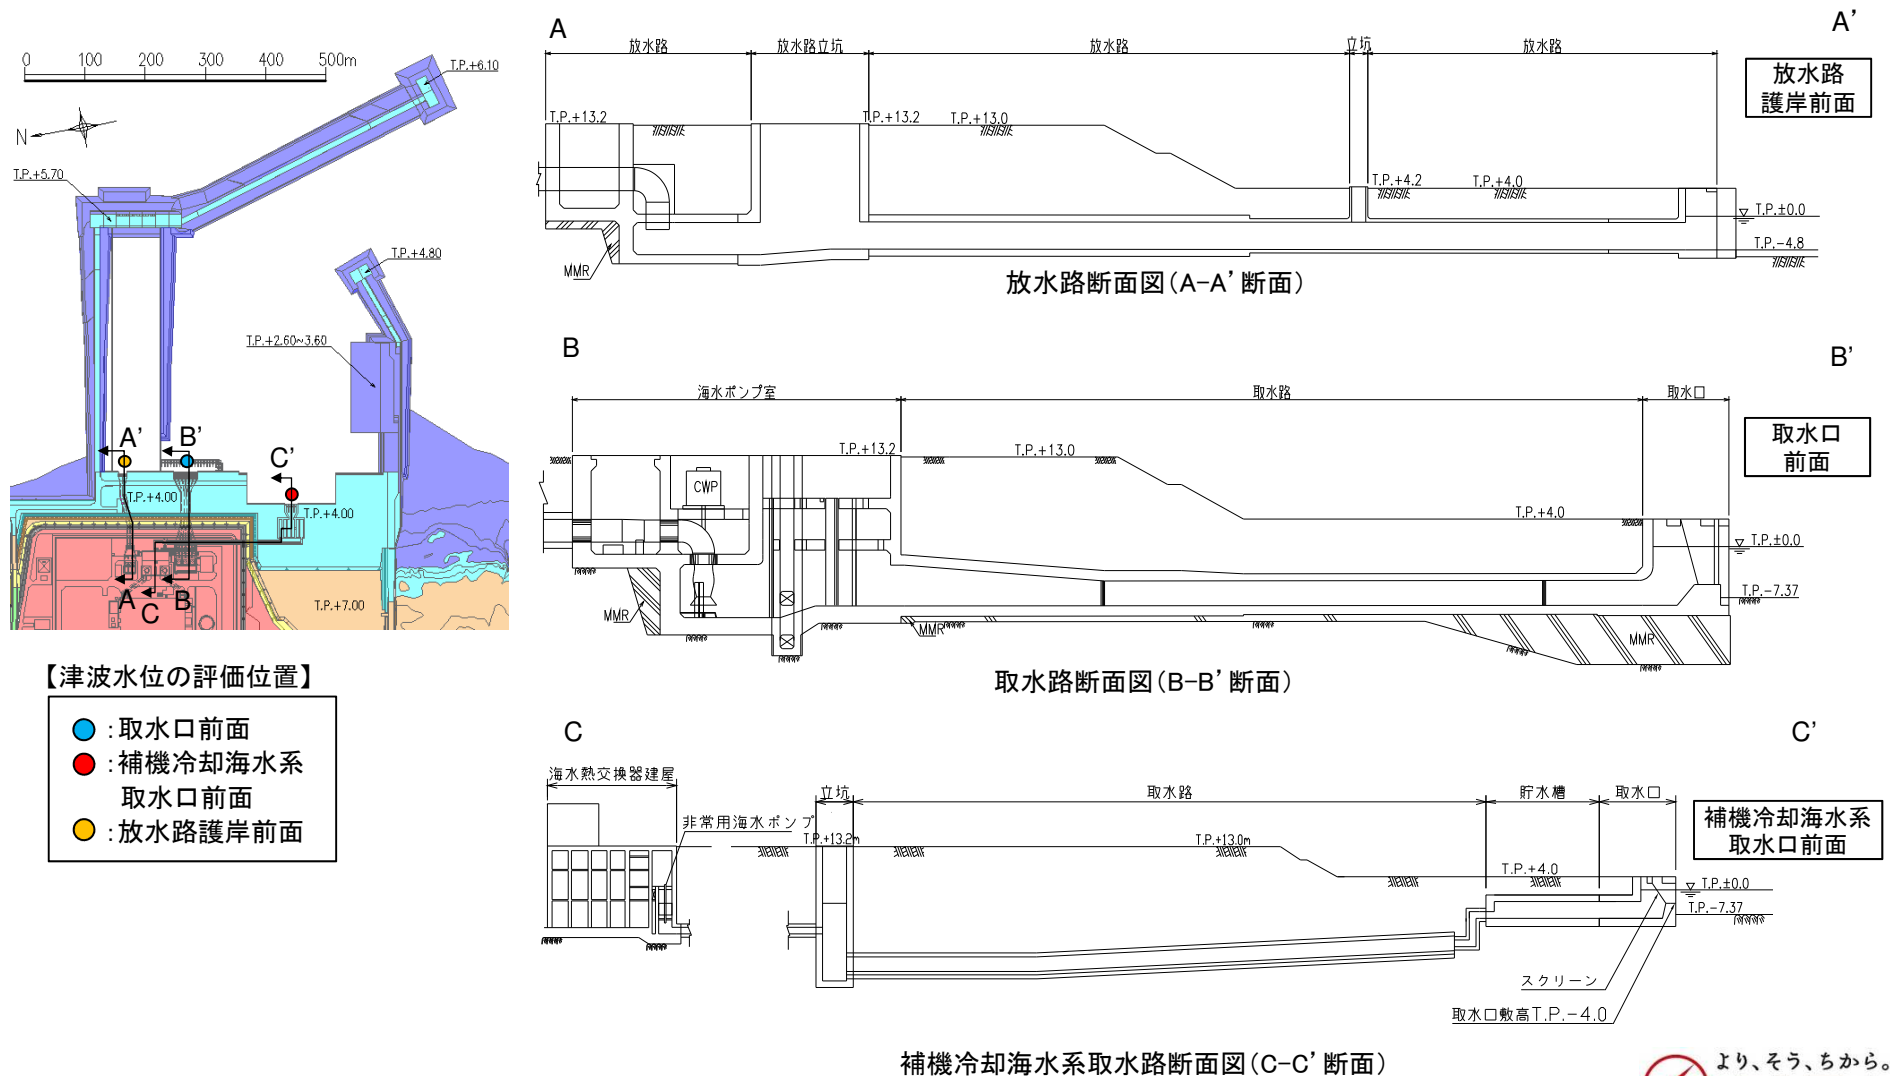 0 100 200 300 400 500m
N
T.P.+6.10
T.P.+5.70
T.P.+4.80
T.P.+2.60~3.60
A'
B'
C'
T.P.+4.00
T.P.+4.00
T.P.+7.00
A
C
B
【津波水位の評価位置】
:取水口前面
:補機冷却海水系
取水口前面
:放水路護岸前面
A
A'
放水路
放水路立坑
放水路
立坑
放水路
放水路
護岸前面
T.P.+13.2
T.P.+13.2
T.P.+13.0
T.P.+4.2
T.P.+4.0
T.P.±0.0
T.P.-4.8
MMR
放水路断面図(A-A'断面)
B
B'
海水ポンプ室
取水路
取水口
取水口
前面
T.P.+13.2
T.P.+13.0
CWP
T.P.+4.0
T.P.±0.0
T.P.-7.37
MMR
MMR
MMR
取水路断面図(B-B'断面)
C
C'
海水熱交換器建屋
立坑
取水路
貯水槽
取水口
補機冷却海水系
取水口前面
非常用海水ポンプ
T.P.+13.2m
T.P.+13.0m
T.P.+4.0
T.P.±0.0
T.P.-7.37
スクリーン
取水口敷高T.P.-4.0
補機冷却海水系取水路断面図(C-C'断面)
より、そう、ちから。